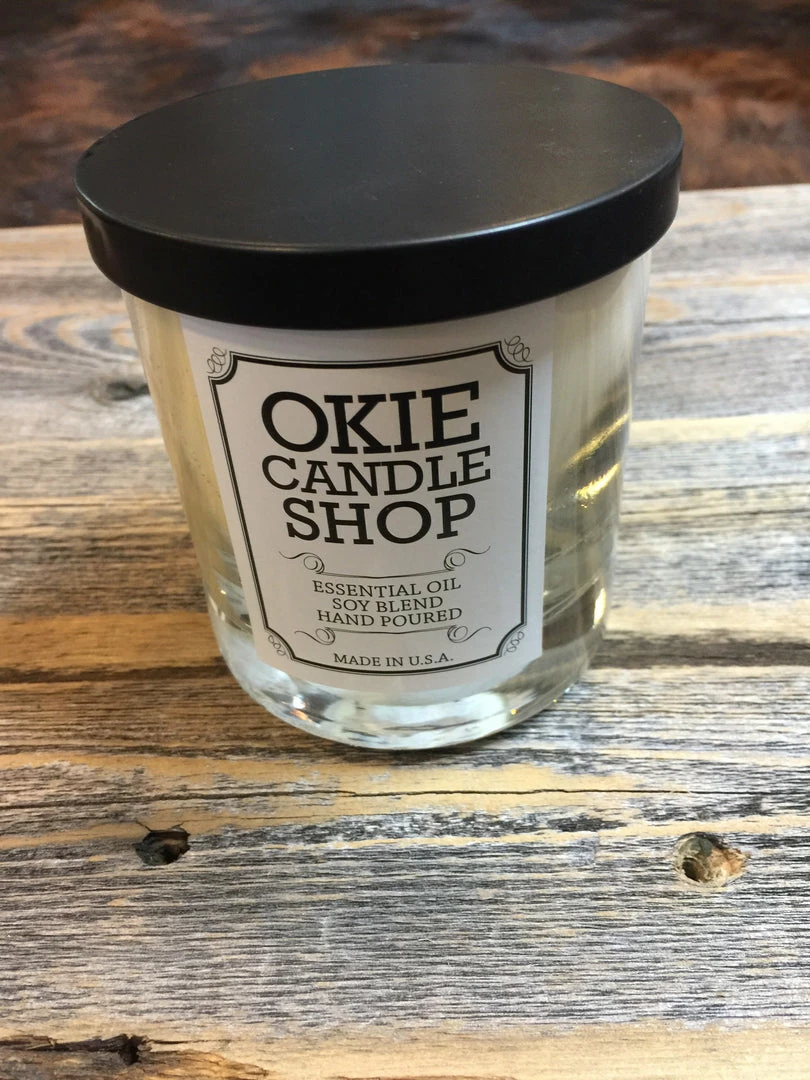 OKIE
CANDLE
SHOP
ESSENTIAL OIL
SOY BLEND
HAND POURED
MADE IN U.S.A.